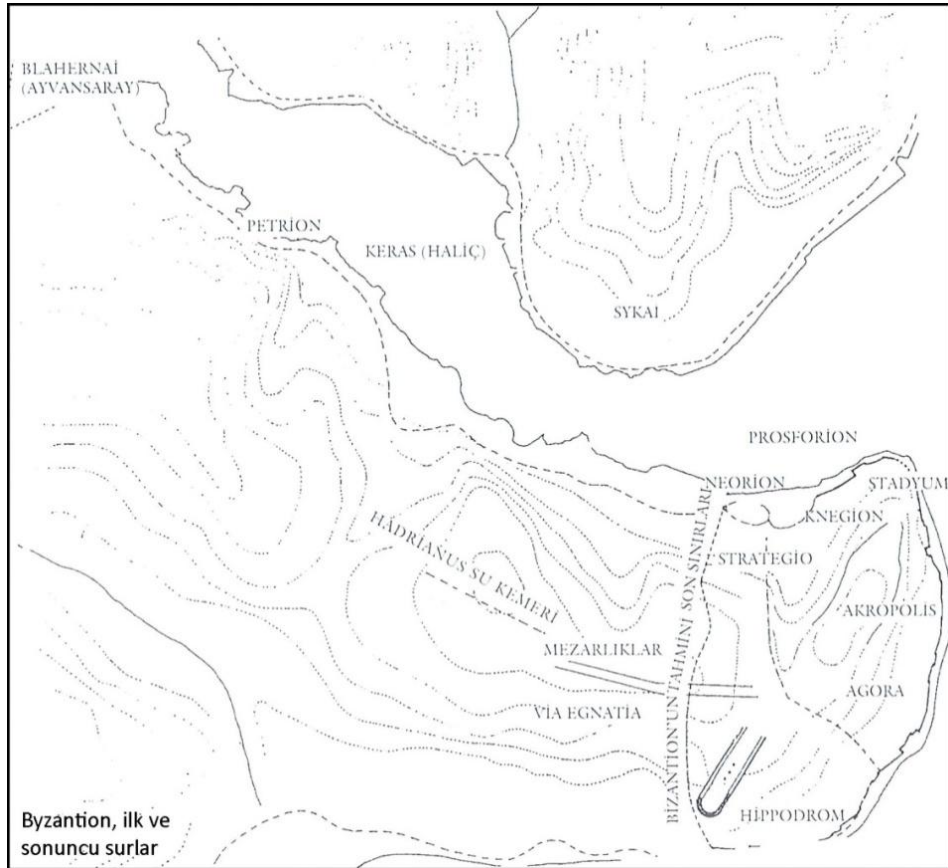 BLAHERNAİ
(AYVANSARAY)
PETRİON
KERAS (HALİÇ)
SYKAI
PROSFORİON
NEORİON
STADYUM
KNEGİON
STRATEGİO
HADRİANUS SU KEMERİ
BİZANTİON'UN TAHMİNİ SON SINIRLARI
AKROPOLİS
MEZARLIKLAR
AGORA
VİA EGNATİA
HİPPODROM
Byzantion, ilk ve
sonuncu surlar